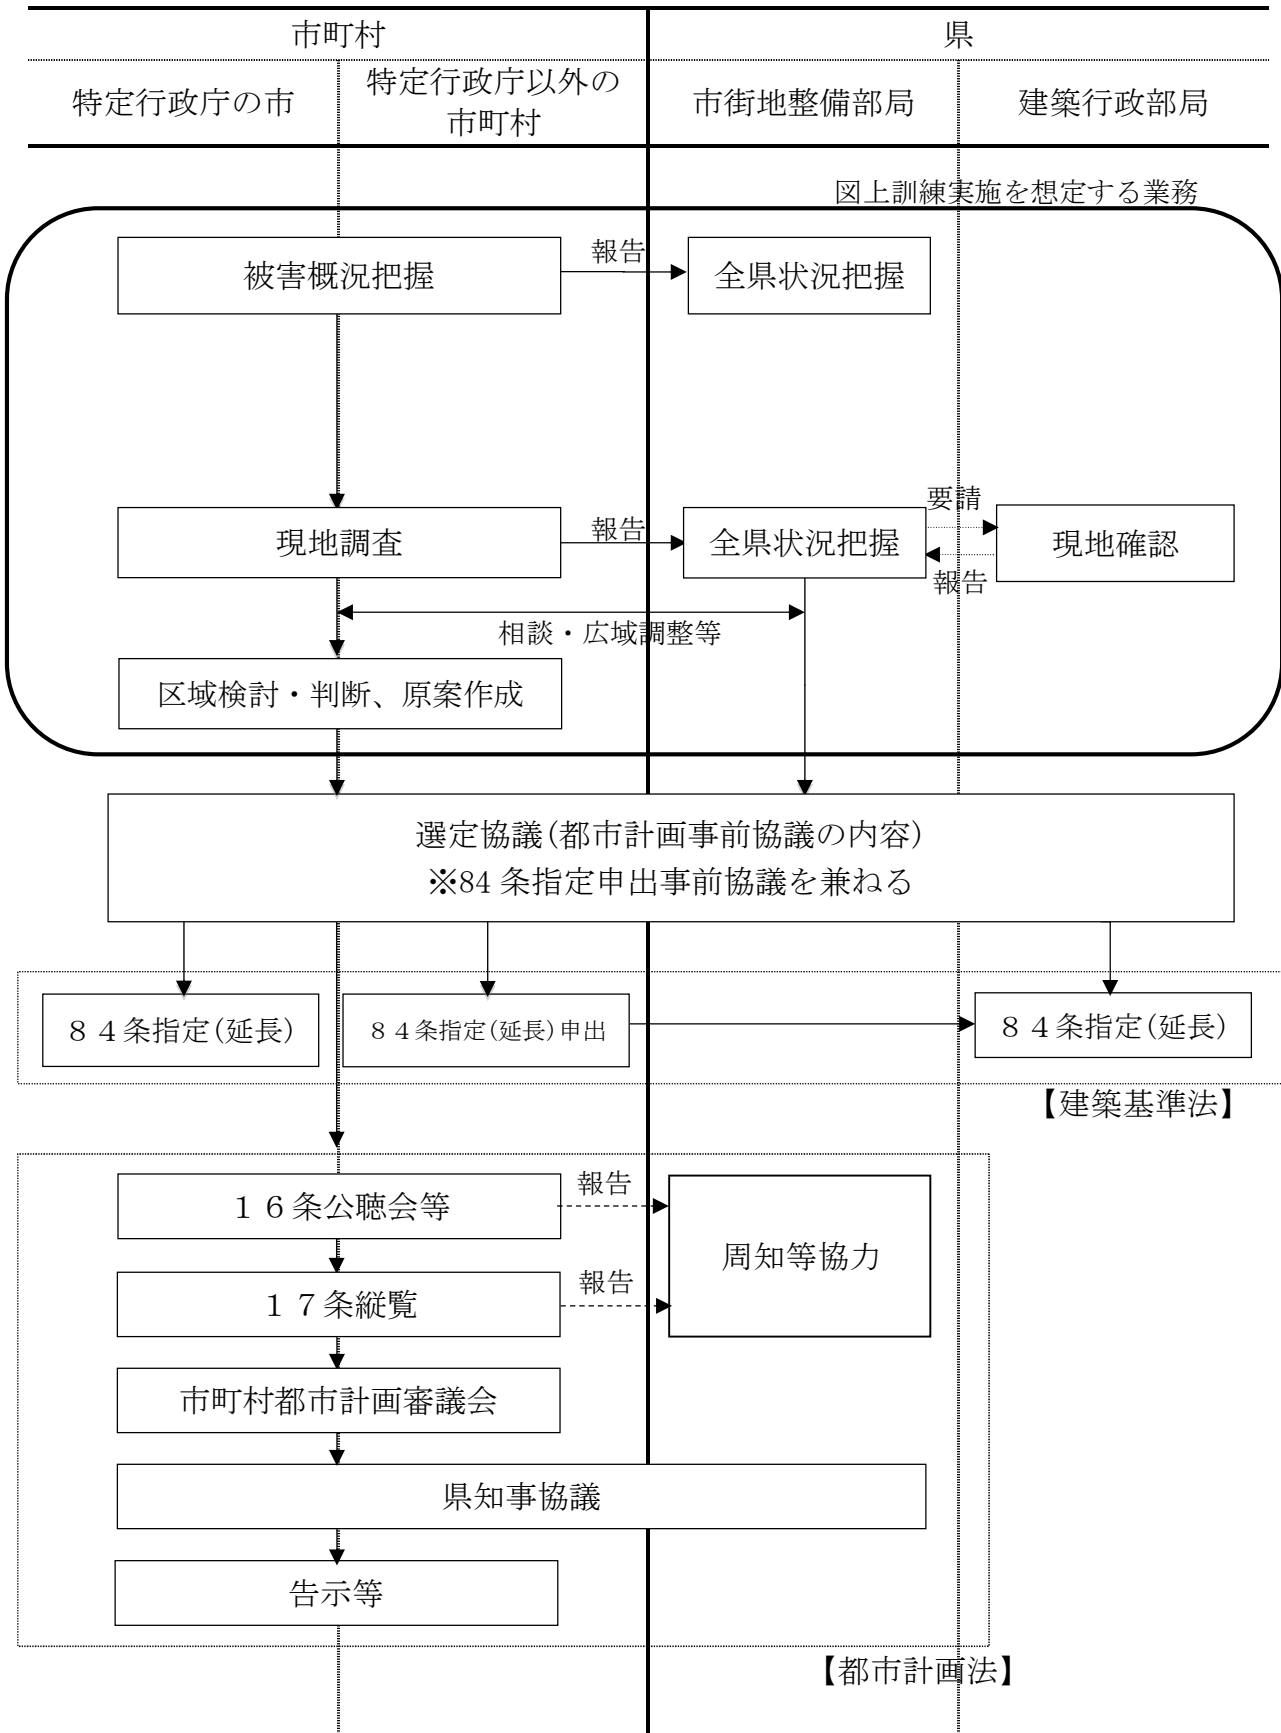 市町村
県
特定行政庁の市
特定行政庁以外の
市町村
市街地整備部局
建築行政部局
図上訓練実施を想定する業務
被害概況把握
報告
全県状況把握
現地調査
報告
全県状況把握
要請
報告
現地確認
相談・広域調整等
区域検討・判断、原案作成
選定協議(都市計画事前協議の内容)
※84 条指定申出事前協議を兼ねる
８４条指定(延長)
８４条指定(延長)申出
８４条指定(延長)
【建築基準法】
１６条公聴会等
報告
周知等協力
１７条縦覧
報告
市町村都市計画審議会
県知事協議
告示等
【都市計画法】